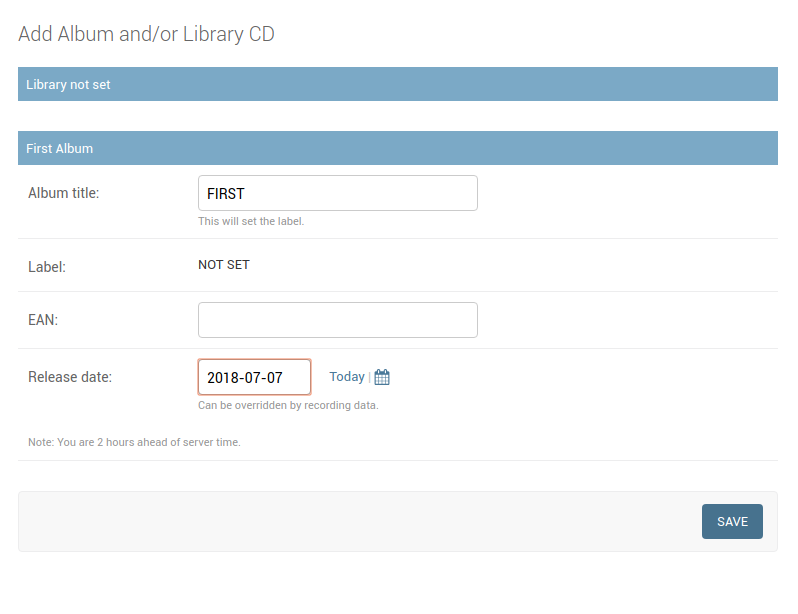 Add Album and/or Library CD
Library not set
First Album
Album title:
FIRST
This will set the label.
Label:
NOT SET
EAN:
Release date:
2018-07-07
Today |
Can be overridden by recording data.
Note: You are 2 hours ahead of server time.
SAVE